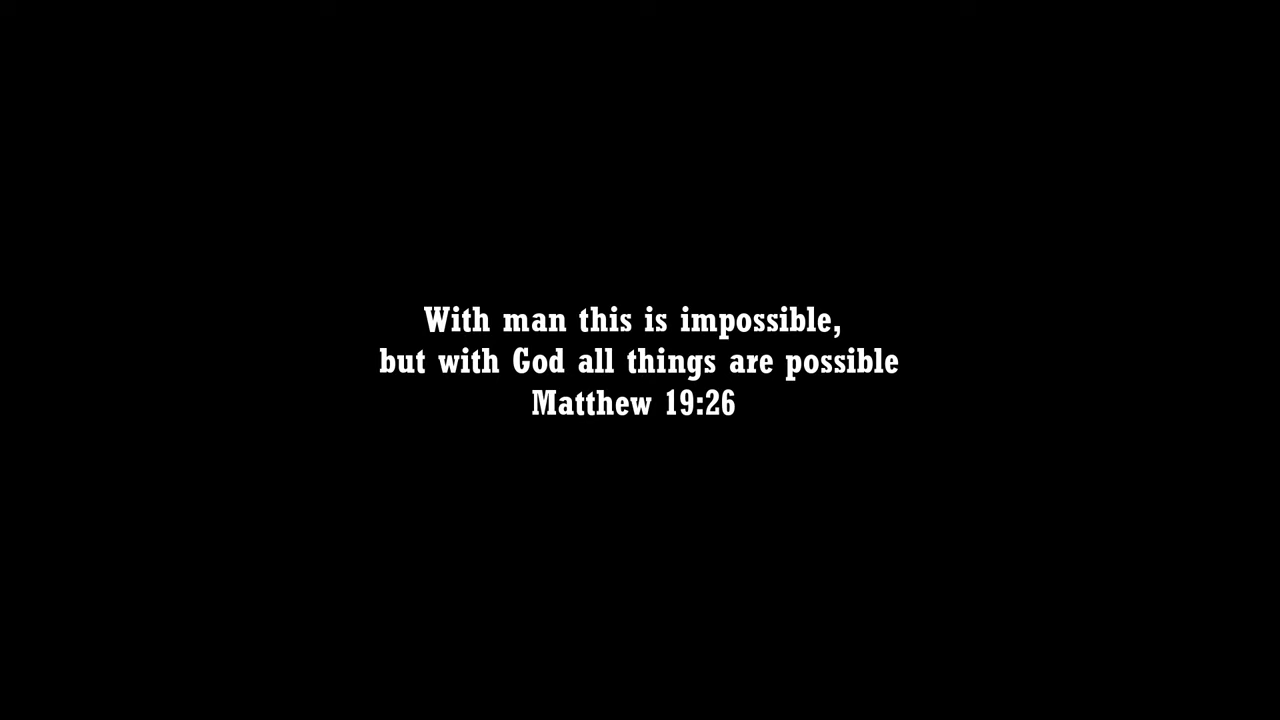 With man this is impossible,
but with God all things are possible
Matthew 19:26